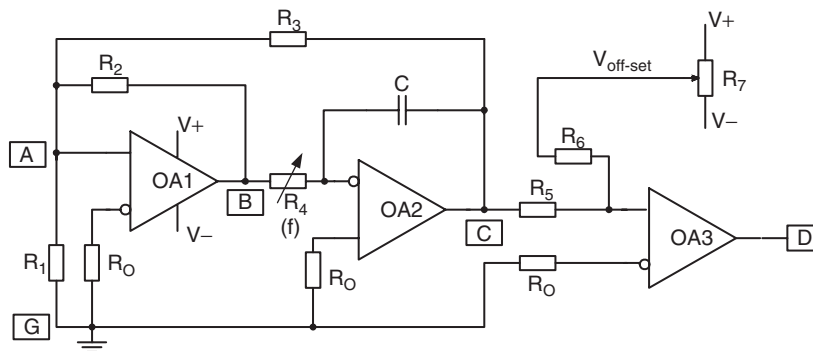 R3
V+
R2
Voff-set
R7
C
V−
V+
R6
A
OA1
B
R4
(f)
OA2
R5
C
OA3
D
V−
R1
RO
RO
RO
G